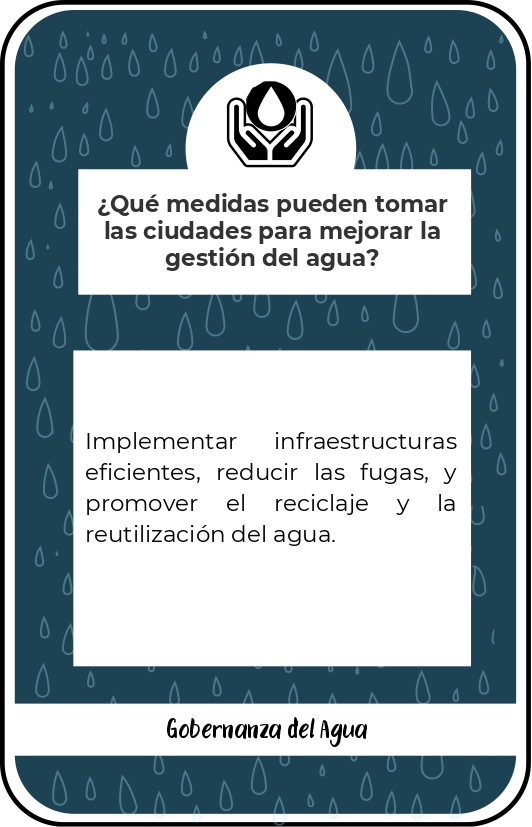 ¿Qué medidas pueden tomar
las ciudades para mejorar la
gestión del agua?
Implementar infraestructuras
eficientes, reducir las fugas, y
promover el reciclaje y la
reutilización del agua.
Gobernanza del Agua